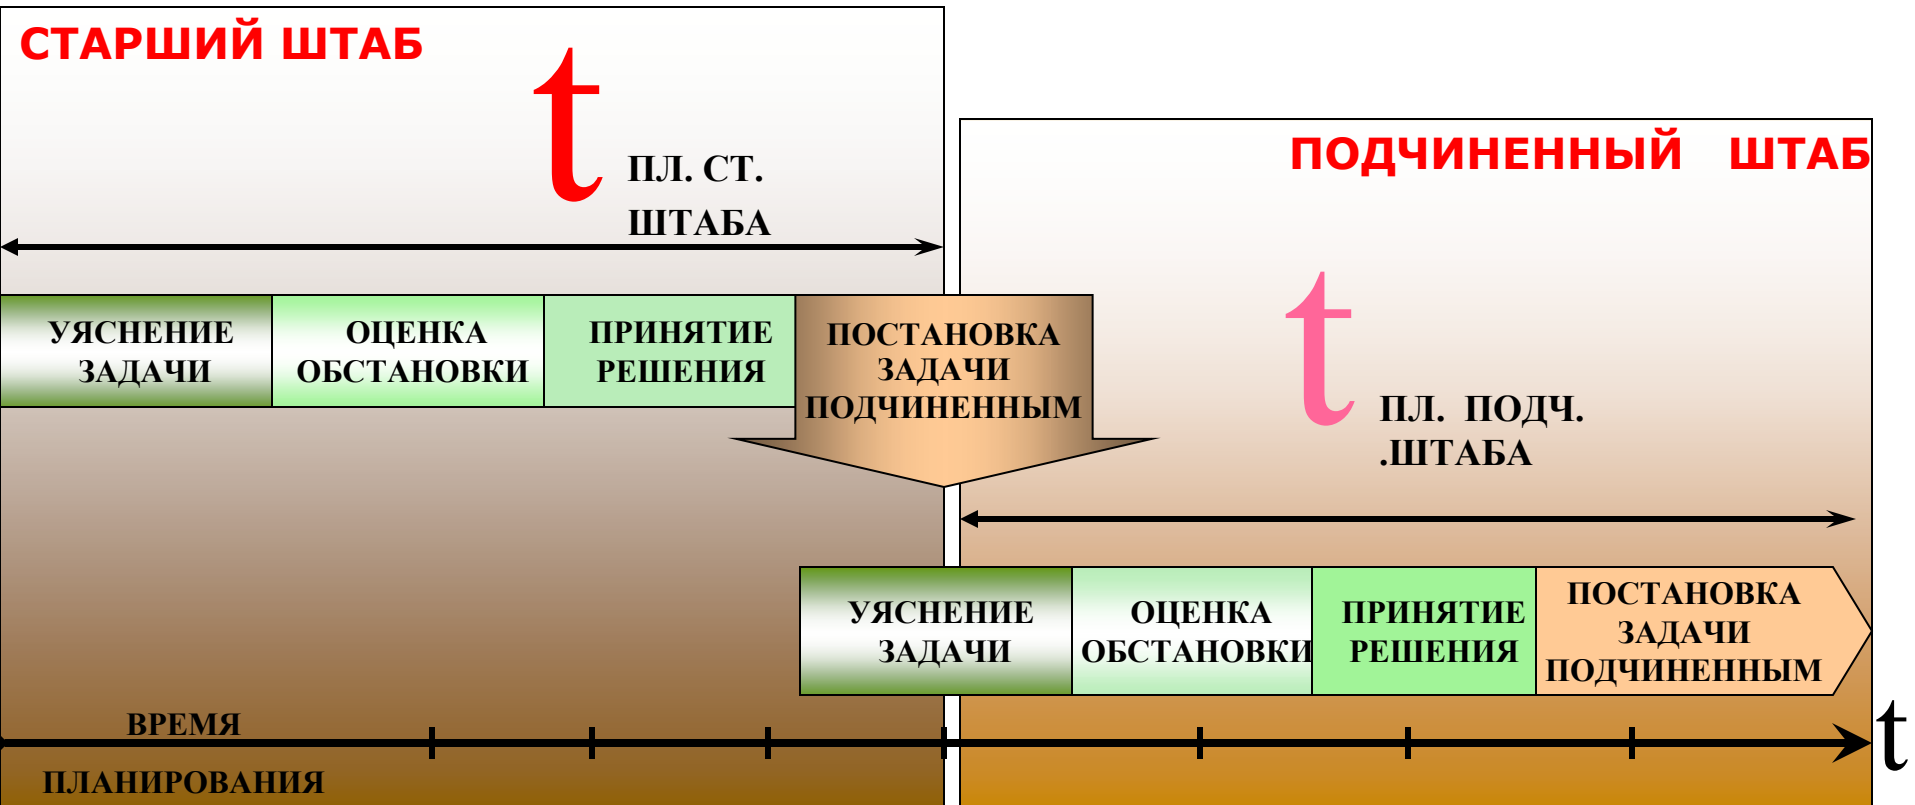 СТАРШИЙ ШТАБ
t
ПЛ. СТ.
ШТАБА
ПОДЧИНЕННЫЙ ШТАБ
УЯСНЕНИЕ
ЗАДАЧИ
ОЦЕНКА
ОБСТАНОВКИ
ПРИНЯТИЕ
РЕШЕНИЯ
ПОСТАНОВКА
ЗАДАЧИ
ПОДЧИНЕННЫМ
t
ПЛ. ПОДЧ.
.ШТАБА
УЯСНЕНИЕ
ЗАДАЧИ
ОЦЕНКА
ОБСТАНОВКИ
ПРИНЯТИЕ
РЕШЕНИЯ
ПОСТАНОВКА
ЗАДАЧИ
ПОДЧИНЕННЫМ
ВРЕМЯ
ПЛАНИРОВАНИЯ
t